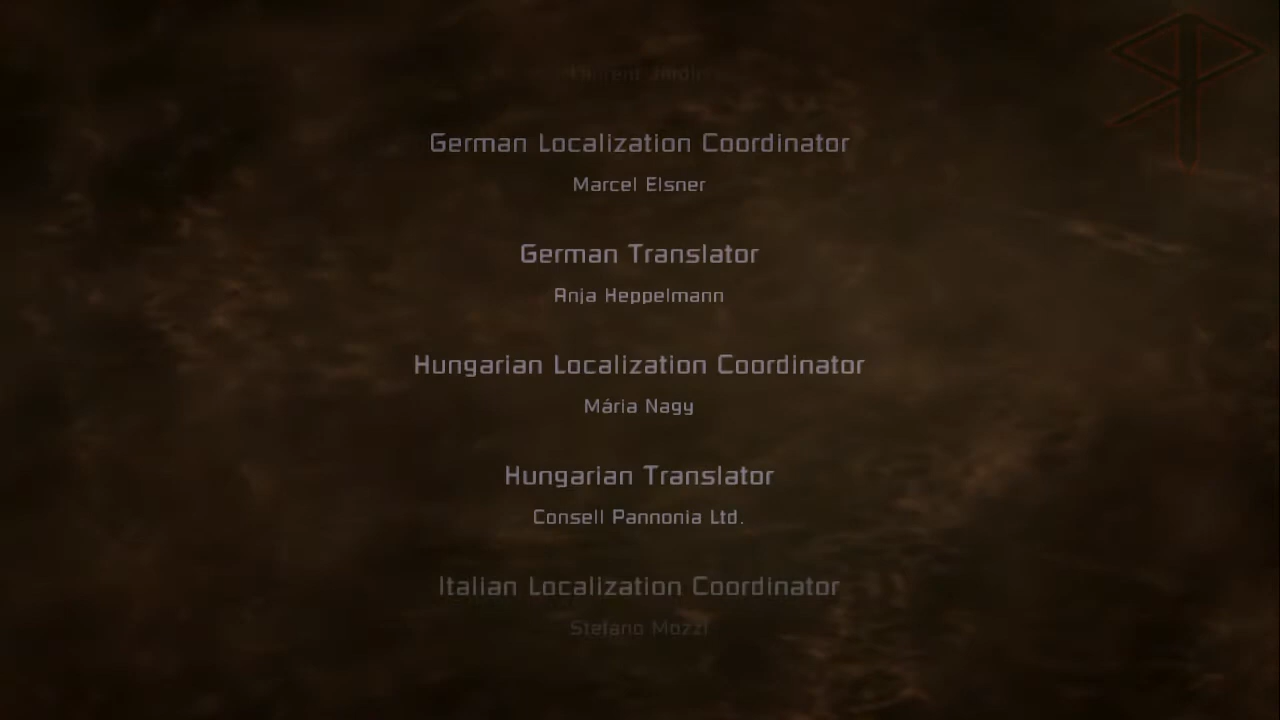 German Localization Coordinator
Marcel Elsner
German Translator
Anja Heppelmann
Hungarian Localization Coordinator
Mária Nagy
Hungarian Translator
Consell Pannonia Ltd.
Italian Localization Coordinator
Stefano Mozzi